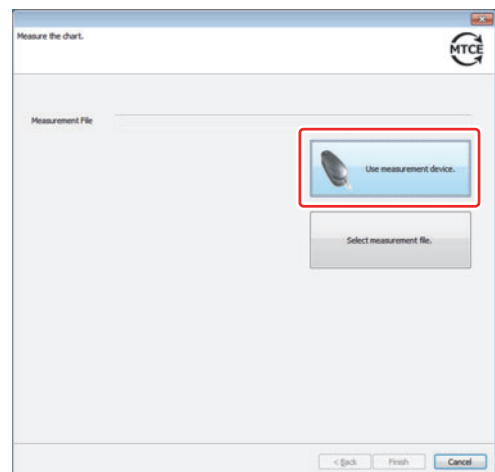 Measure the chart.
MTCE
Measurement File
Use measurement device.
Select measurement file.
< Back
Finish
Cancel